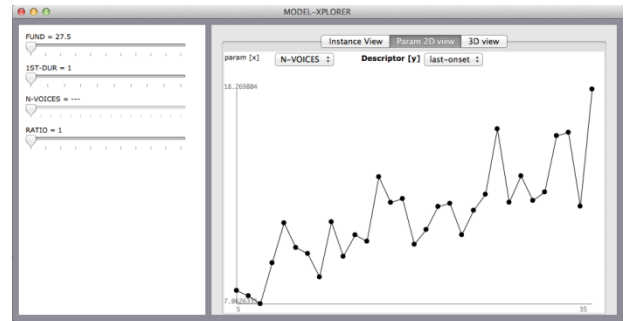 MODEL-XPLORER
FUND = 27.5
1ST-DUR = 1
N-VOICES = ---
RATIO = 1
Instance View Param 2D view 3D view
param [x] N-VOICES Descriptor [y] last-onset
18.269884
5 35